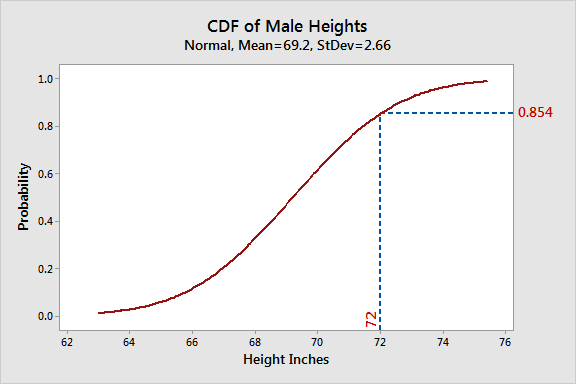 CDF of Male Heights
Normal, Mean=69.2, StDev=2.66
1.0
0.8
0.6
0.4
0.2
0.0
Probability
0.854
72
62 64 66 68 70 72 74 76
Height Inches